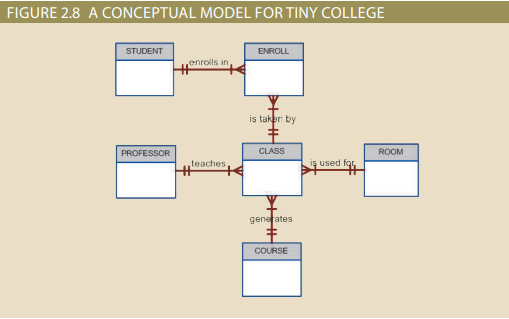 FIGURE 2.8 A CONCEPTUAL MODEL FOR TINY COLLEGE
STUDENT
enrolls in
ENROLL
is taken by
PROFESSOR
teaches
CLASS
is used for
ROOM
generates
COURSE